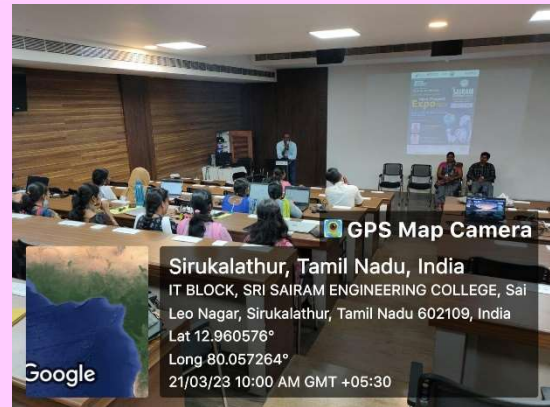 Expo
GPS Map Camera
Sirukalathur, Tamil Nadu, India
IT BLOCK, SRI SAIRAM ENGINEERING COLLEGE, Sai
Leo Nagar, Sirukalathur, Tamil Nadu 602109, India
Lat 12.960576°
Long 80.057264°
21/03/23 10:00 AM GMT +05:30
Google